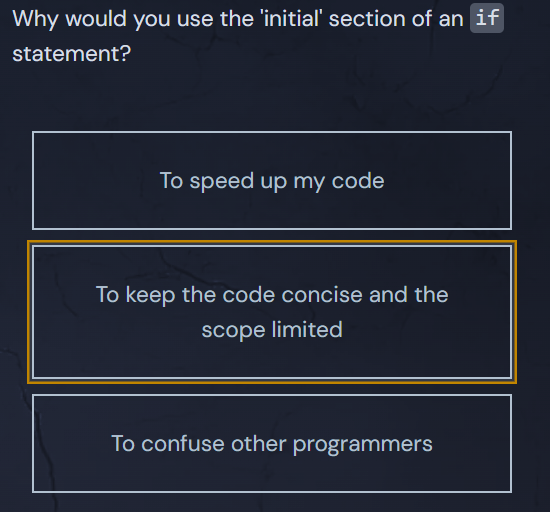 Why would you use the 'initial' section of an if
statement?
To speed up my code
To keep the code concise and the
scope limited
To confuse other programmers